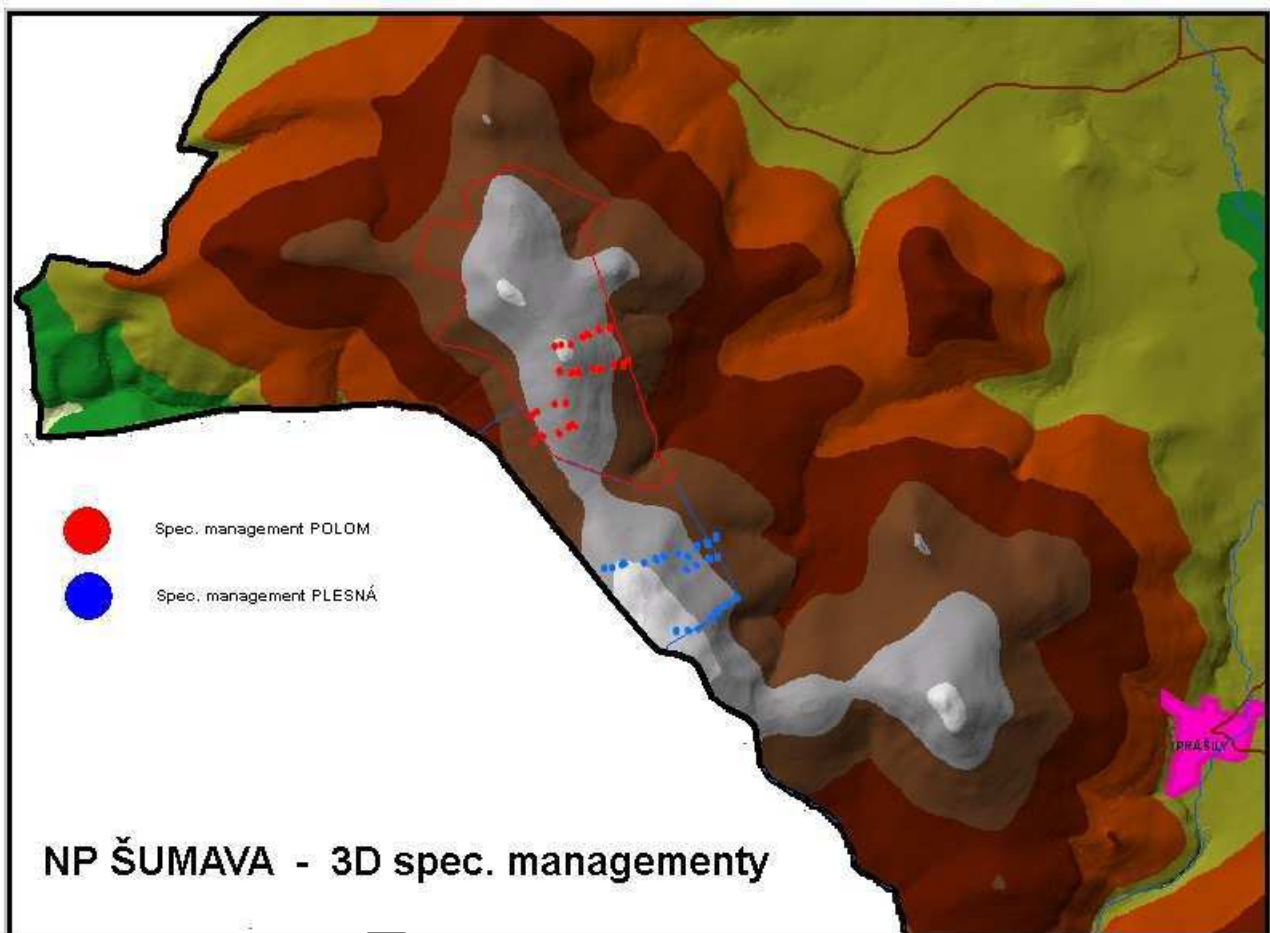 Spec. management POLOM
Spec. management PLESNÁ
PRÁŠILY
NP ŠUMAVA - 3D spec. managementy